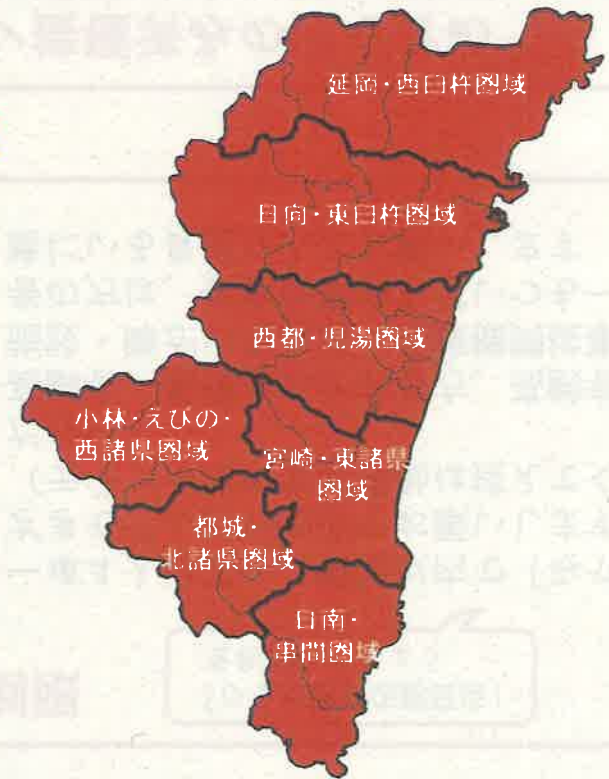 延岡・西臼杵圏域
日向・東臼杵圏域
西都・児湯圏域
小林・えびの・
西諸県圏域
宮崎・東諸県
圏域
都城・
北諸県圏域
日南・
串間圏域